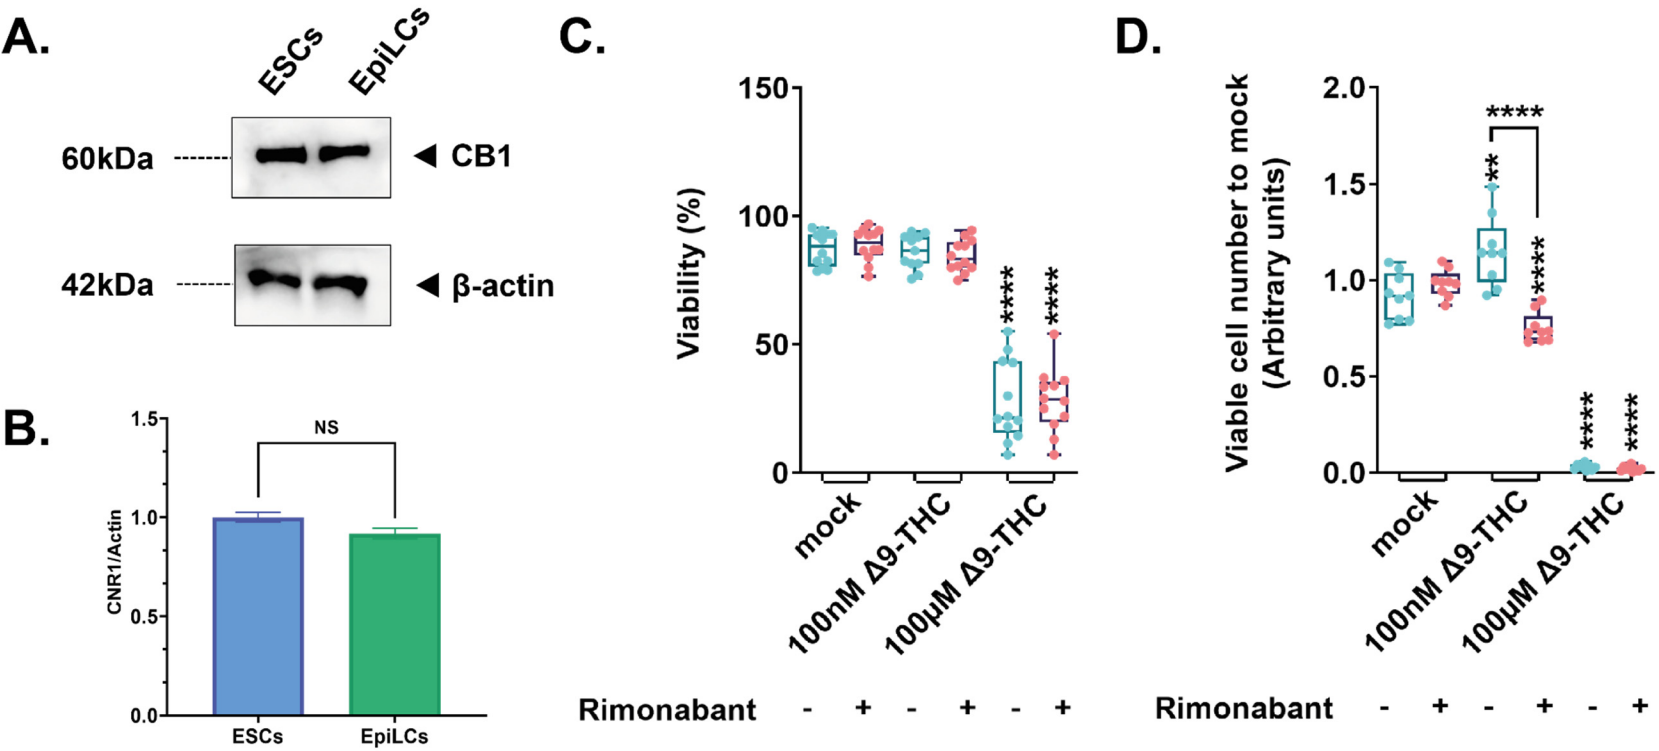 A.
ESCs
EpiLCs
60kDa
CB1
42kDa
β-actin
B.
1.5
1.0
0.5
0.0
CNR1/Actin
NS
ESCs
EpiLCs
C.
Viability (%)
150
100
50
0
****
****
mock
100nM Δ9-THC
100µM Δ9-THC
Rimonabant - + - + - +
D.
Viable cell number to mock
(Arbitrary units)
2.0
1.5
1.0
0.5
0.0
****
**
****
****
****
mock
100nM Δ9-THC
100µM Δ9-THC
Rimonabant - + - + - +